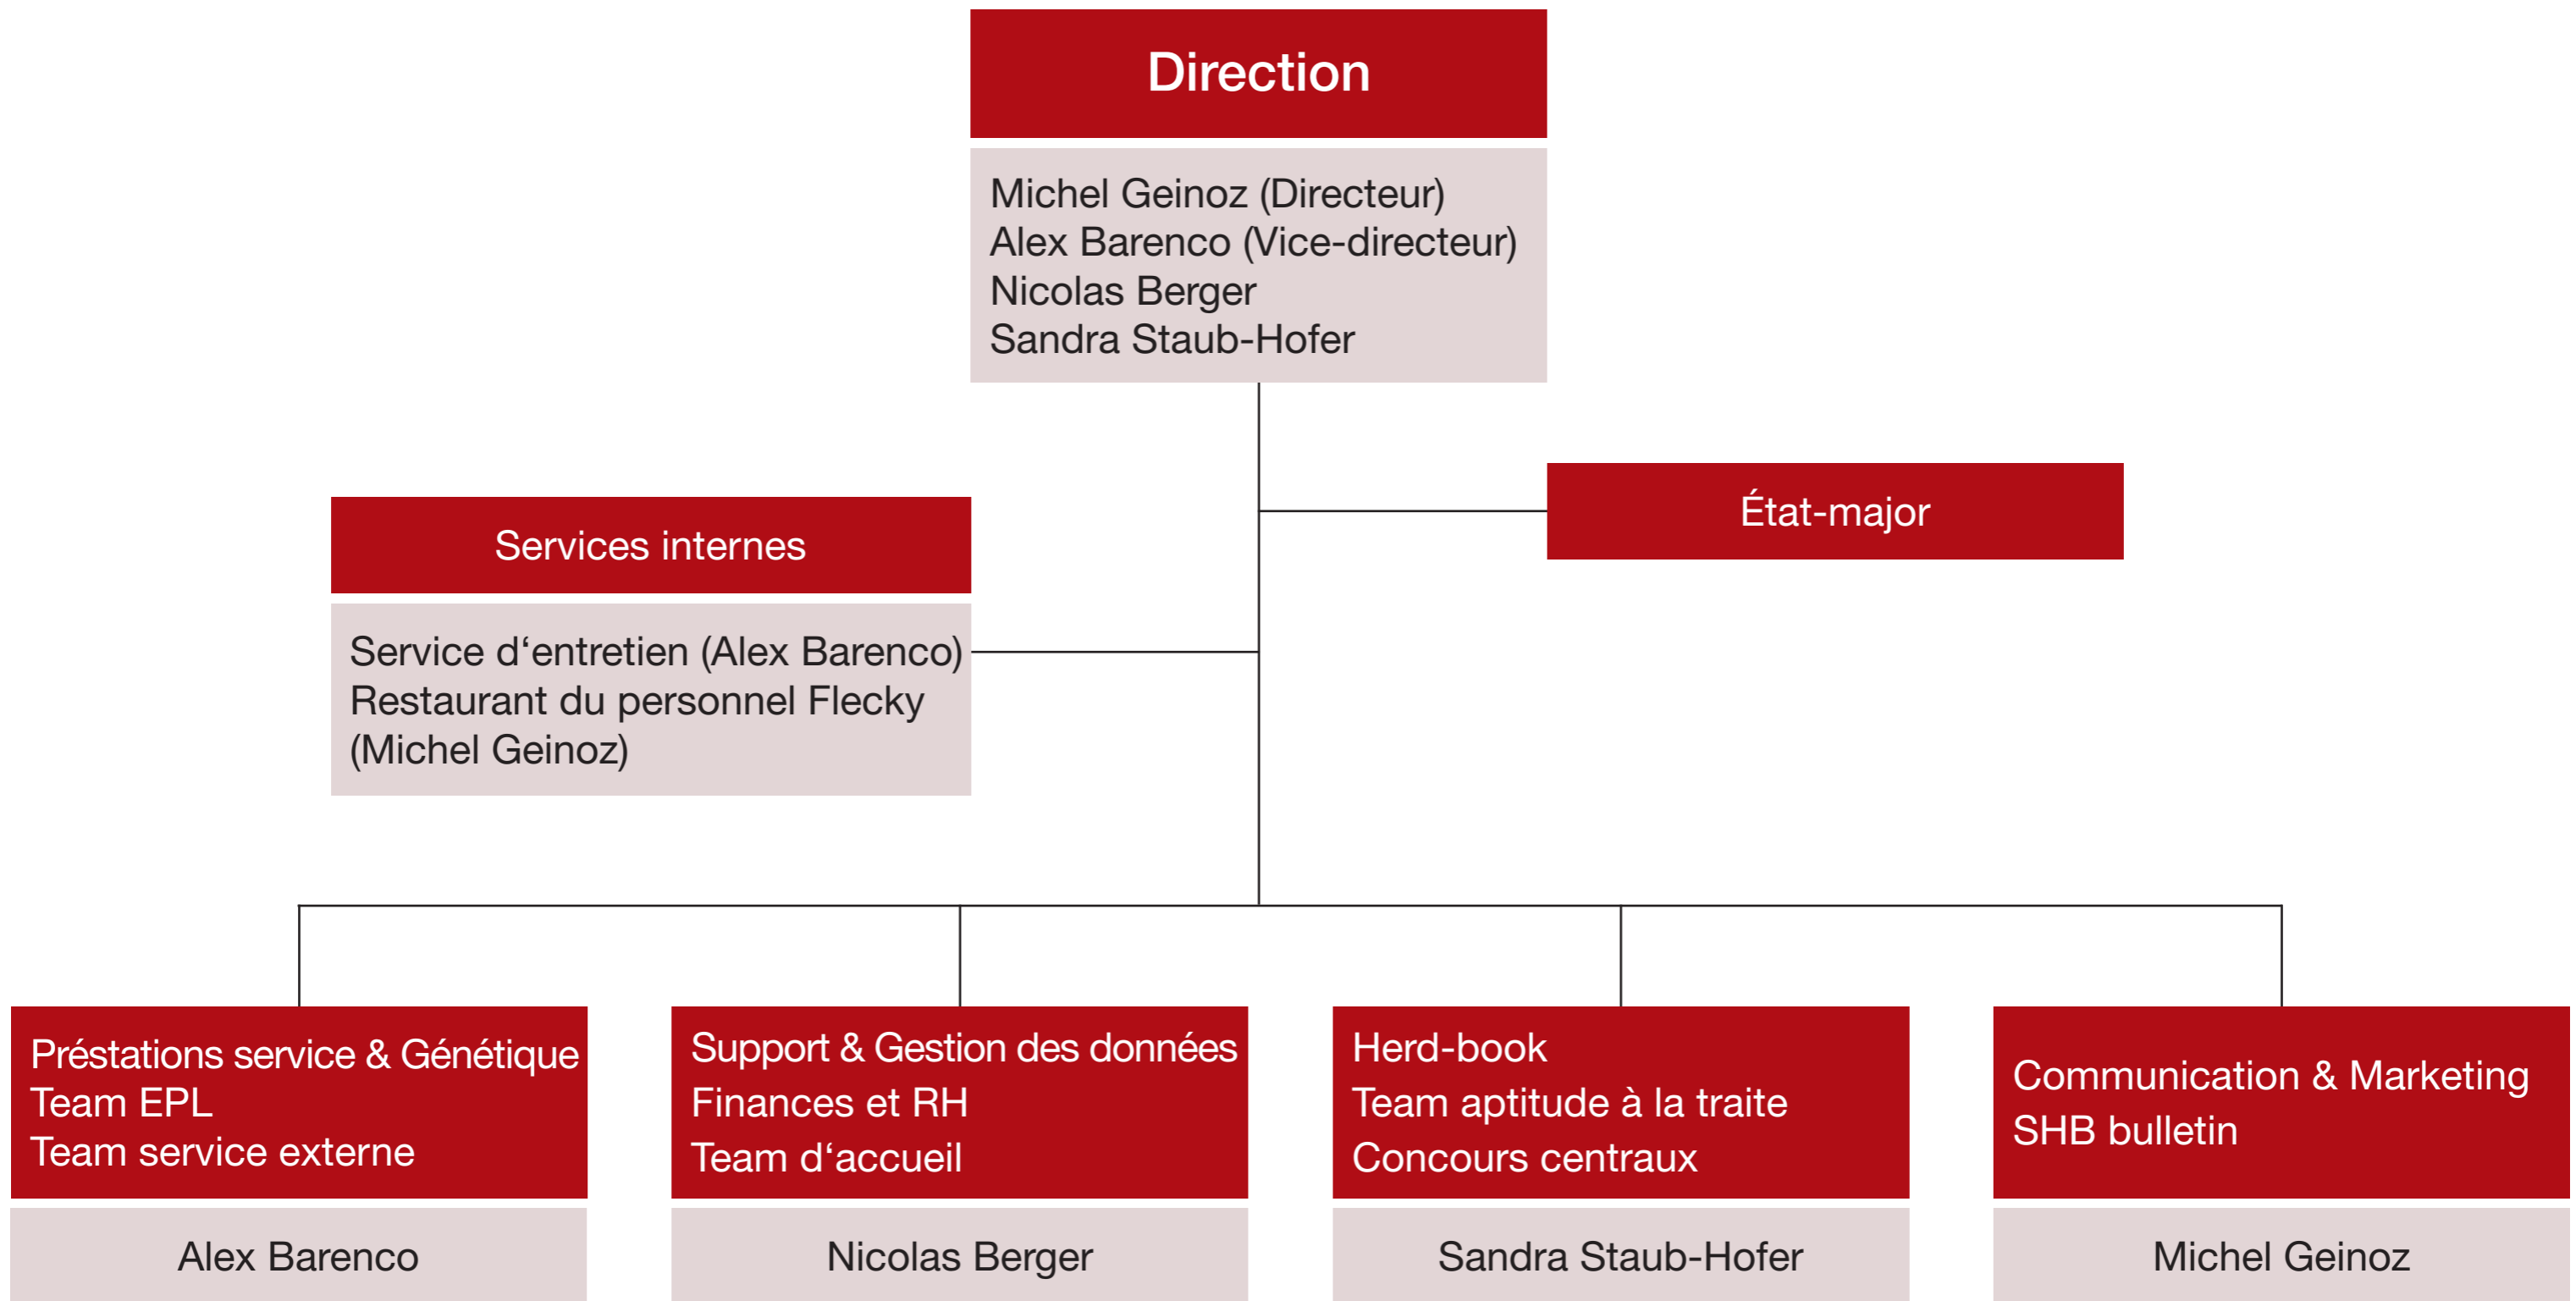 Direction
Michel Geinoz (Directeur)
Alex Barenco (Vice-directeur)
Nicolas Berger
Sandra Staub-Hofer
État-major
Services internes
Service d‘entretien (Alex Barenco)
Restaurant du personnel Flecky
(Michel Geinoz)
Préstations service & Génétique
Team EPL
Team service externe
Alex Barenco
Support & Gestion des données
Finances et RH
Team d‘accueil
Nicolas Berger
Herd-book
Team aptitude à la traite
Concours centraux
Sandra Staub-Hofer
Communication & Marketing
SHB bulletin
Michel Geinoz